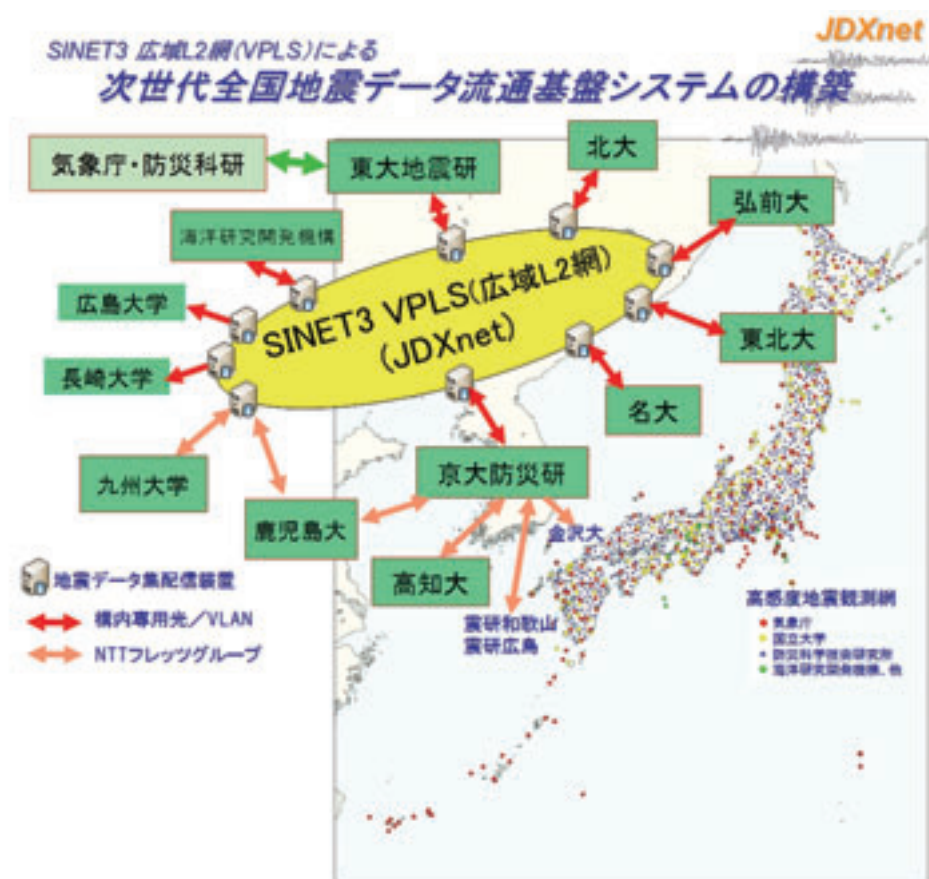 JDXnet
SINET3 広域L2網(VPLS)による
次世代全国地震データ流通基盤システムの構築
気象庁・防災科研
東大地震研
北大
弘前大
海洋研究開発機構
広島大学
SINET3 VPLS(広域L2網)
(JDXnet)
東北大
長崎大学
名大
九州大学
京大防災研
鹿児島大
金沢大
高知大
地震データ集配信装置
構内専用光／VLAN
NTTフレッツグループ
震研和歌山
震研広島
高感度地震観測網
気象庁
国立大学
防災科学技術研究所
海洋研究開発機構、他